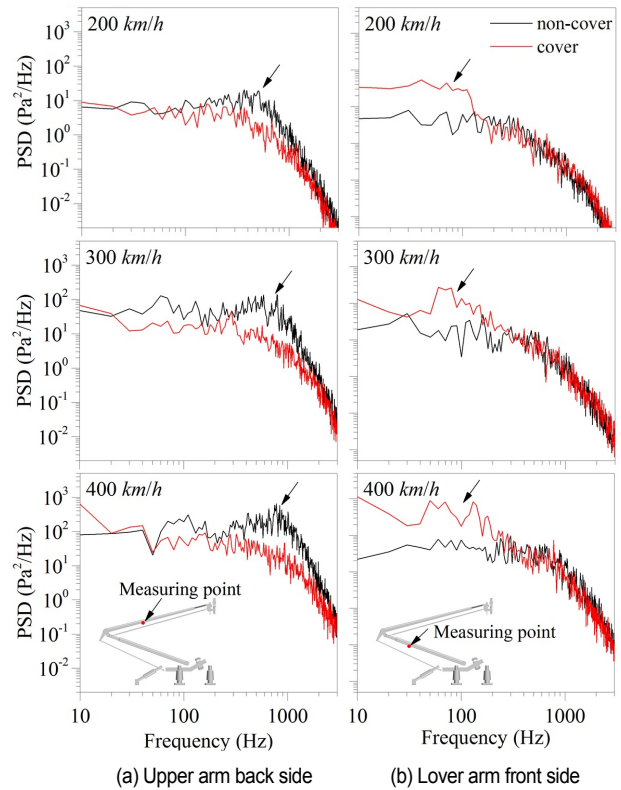 200 km/h
PSD (Pa²/Hz)
10³
10²
10¹
10⁰
10⁻¹
10⁻²
200 km/h
non-cover
cover
300 km/h
PSD (Pa²/Hz)
10³
10²
10¹
10⁰
10⁻¹
10⁻²
300 km/h
400 km/h
PSD (Pa²/Hz)
10³
10²
10¹
10⁰
10⁻¹
10⁻²
Measuring point
10
100
1000
Frequency (Hz)
400 km/h
Measuring point
10
100
1000
Frequency (Hz)
(a) Upper arm back side
(b) Lover arm front side